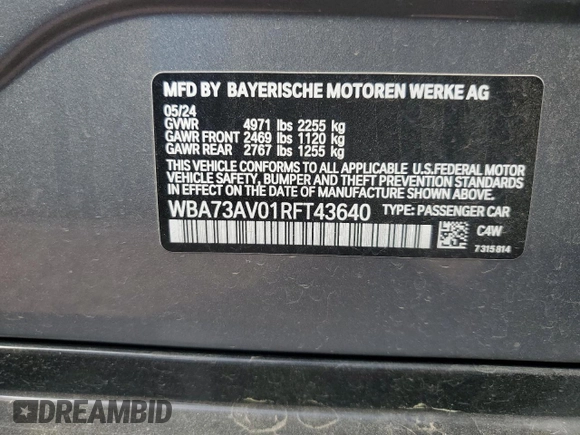 MFD BY BAYERISCHE MOTOREN WERKE AG
05/24
GVWR 4971 lbs 2255 kg
GAWR FRONT 2469 lbs 1120 kg
GAWR REAR 2767 lbs 1255 kg
THIS VEHICLE CONFORMS TO ALL APPLICABLE U.S.FEDERAL MOTOR
VEHICLE SAFETY, BUMPER AND THEFT PREVENTION STANDARDS
IN EFFECT ON THE DATE OF MANUFACTURE SHOWN ABOVE.
WBA73AV01RFT43640 TYPE: PASSENGER CAR
C4W
7315814
DREAMBID